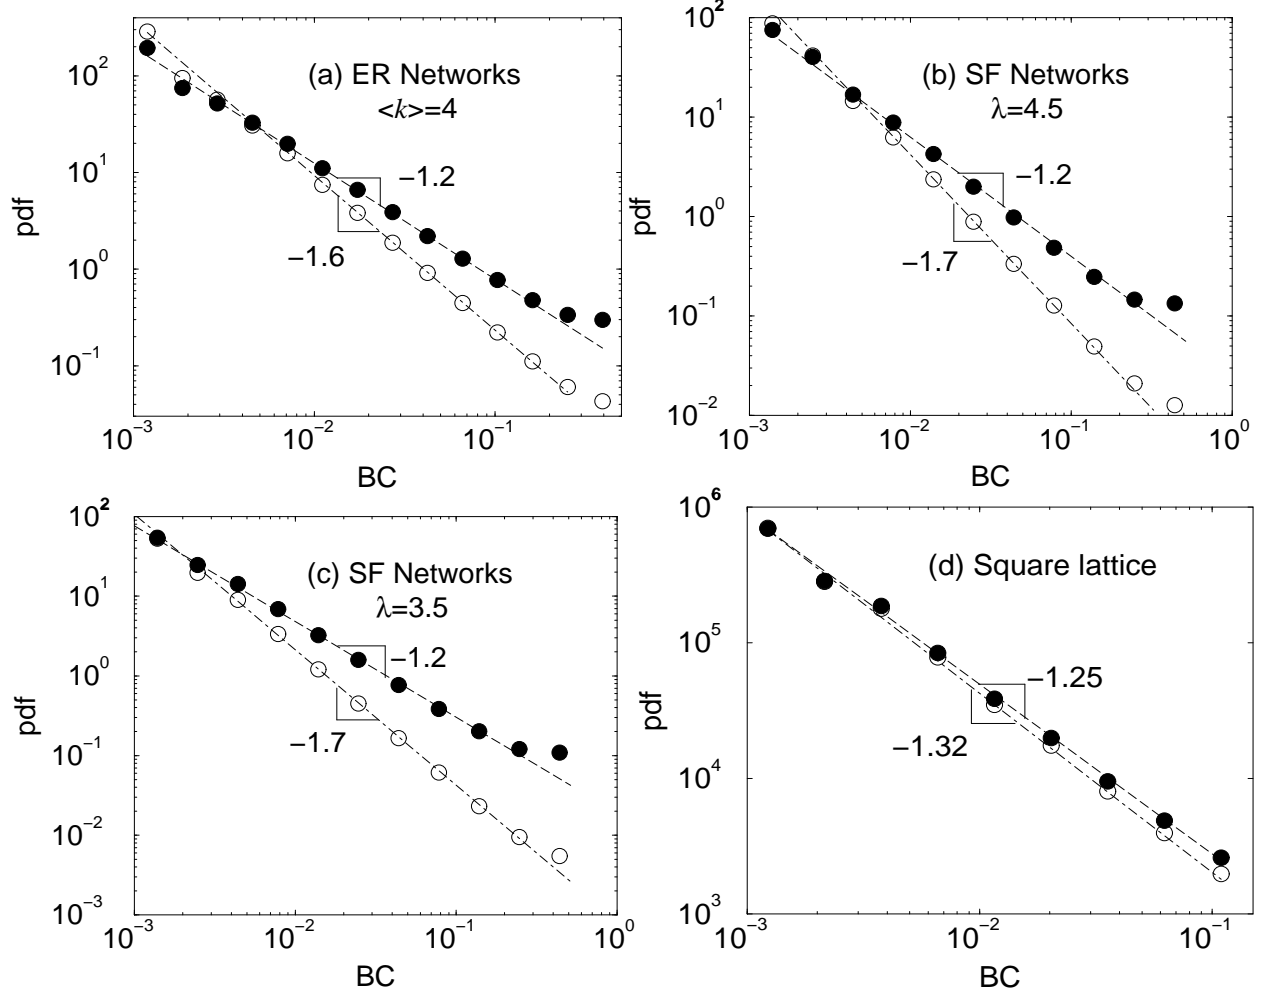 (a) ER Networks
<k>=4
10²
10¹
10⁰
10⁻¹
−1.2
−1.6
pdf
10⁻³
10⁻²
10⁻¹
BC
(b) SF Networks
λ=4.5
10²
10¹
10⁰
10⁻¹
10⁻²
−1.2
−1.7
pdf
10⁻³
10⁻²
10⁻¹
10⁰
BC
(c) SF Networks
λ=3.5
10²
10¹
10⁰
10⁻¹
10⁻²
10⁻³
−1.2
−1.7
pdf
10⁻³
10⁻²
10⁻¹
10⁰
BC
(d) Square lattice
10⁶
10⁵
10⁴
10³
−1.25
−1.32
pdf
10⁻³
10⁻²
10⁻¹
BC